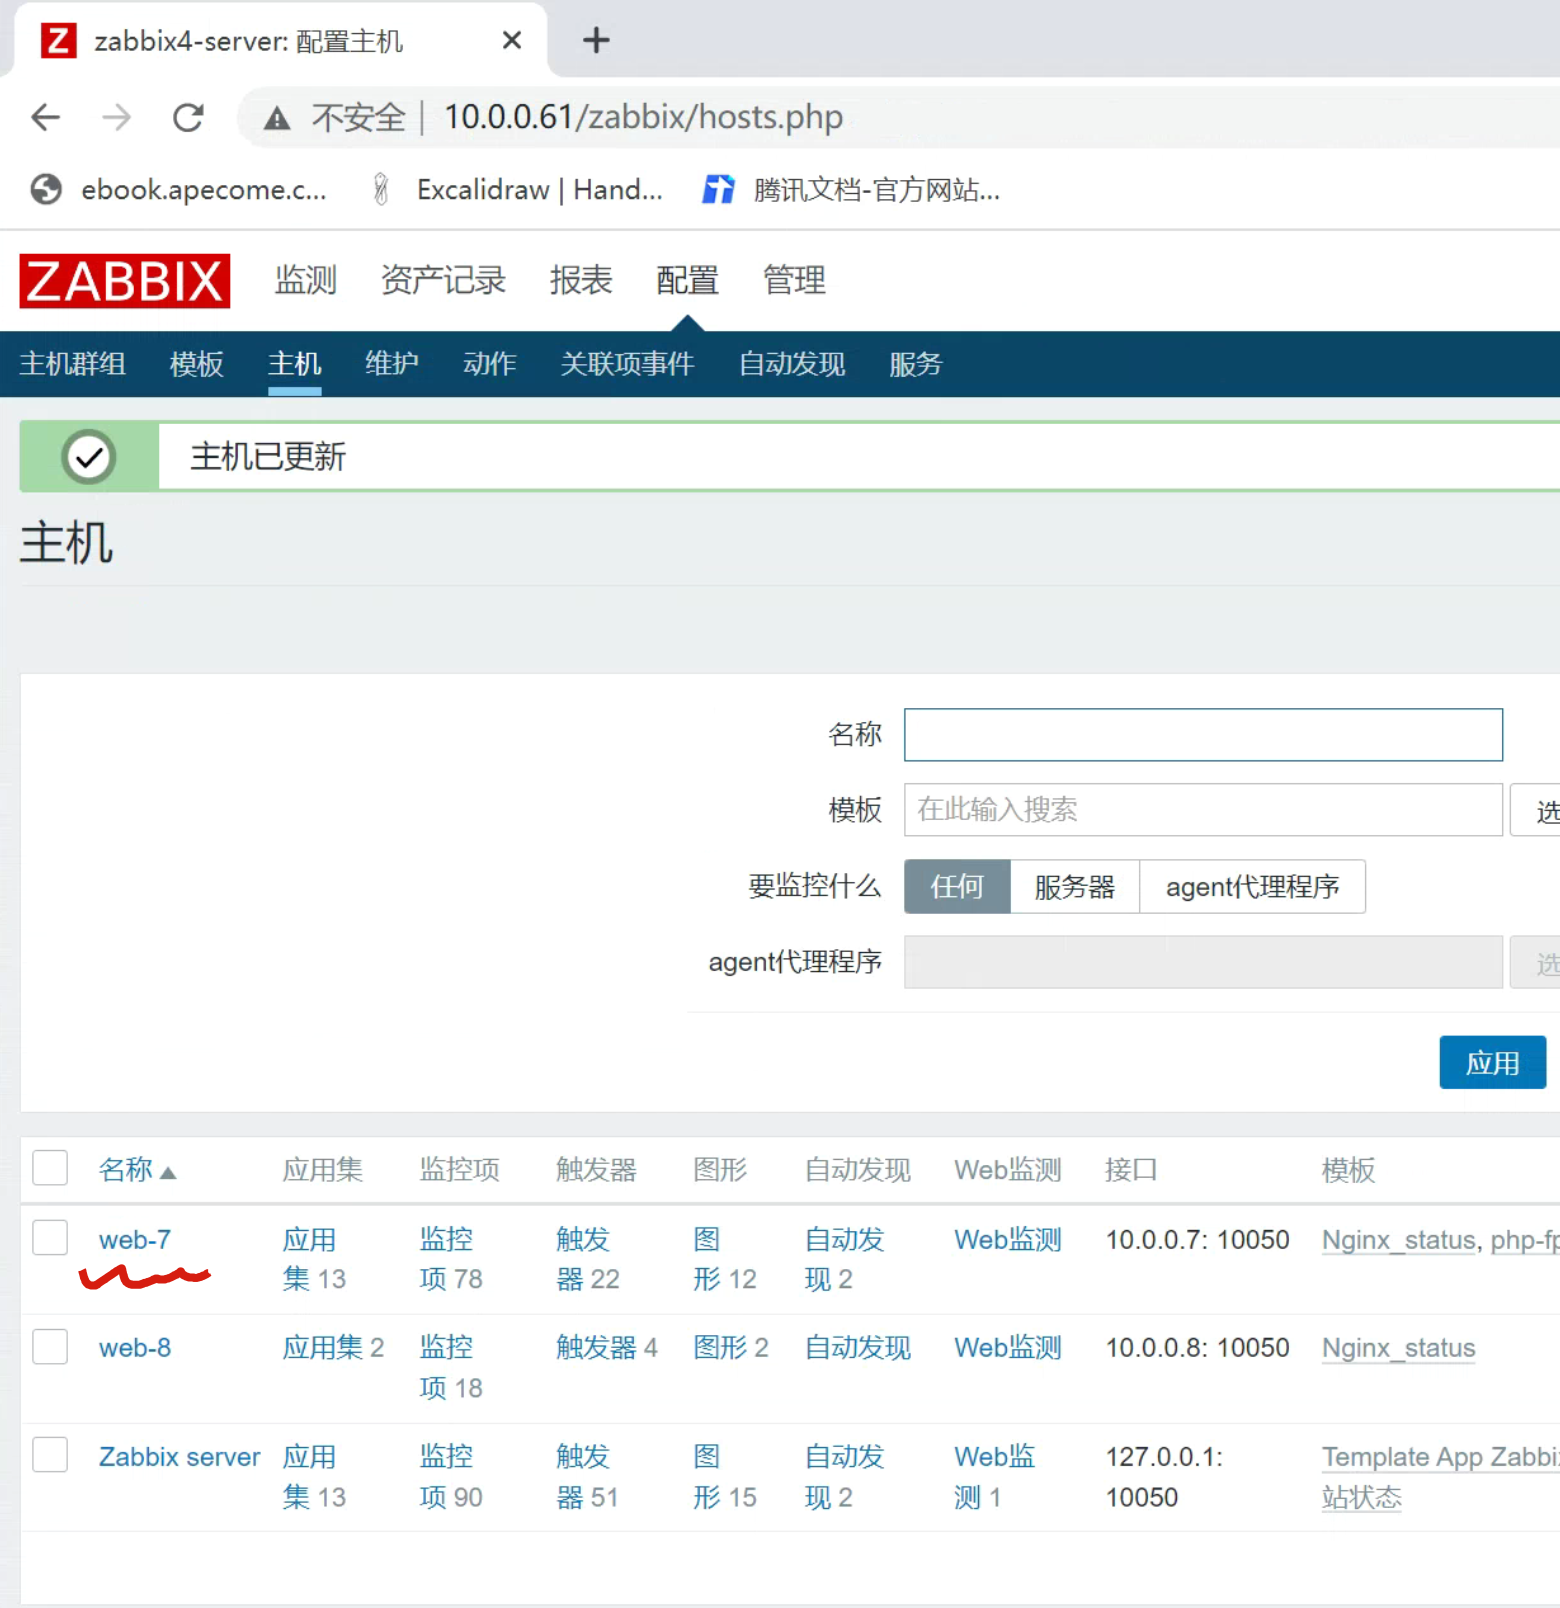 zabbix4-server: 配置主机
不安全 | 10.0.0.61/zabbix/hosts.php
ebook.apecome.c... Excalidraw | Hand... 腾讯文档-官方网站...
ZABBIX 监测 资产记录 报表 配置 管理
主机群组 模板 主机 维护 动作 关联项事件 自动发现 服务
主机已更新
主机
名称
模板 在此输入搜索 选
要监控什么 任何 服务器 agent代理程序
agent代理程序 选
应用
名称 应用集 监控项 触发器 图形 自动发现 Web监测 接口 模板
web-7 应用 监控 触发 图 自动发 Web监测 10.0.0.7: 10050 Nginx_status, php-fp
集 13 项 78 器 22 形 12 现 2
web-8 应用集 2 监控 触发器 4 图形 2 自动发现 Web监测 10.0.0.8: 10050 Nginx_status
项 18
Zabbix server 应用 监控 触发 图 自动发 Web监 127.0.0.1: Template App Zabbi
集 13 项 90 器 51 形 15 现 2 测 1 10050 站状态